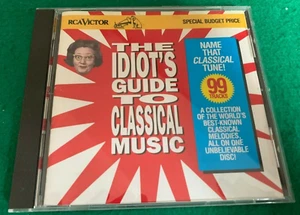 RCA VICTOR
SPECIAL BUDGET PRICE
THE
IDIOT'S
GUIDE
TO
CLASSICAL
MUSIC
NAME
THAT
CLASSICAL
TUNE!
99
TRACKS
A COLLECTION
OF THE WORLD'S
BEST-KNOWN
CLASSICAL
MELODIES.
ALL ON ONE
UNBELIEVABLE
DISC!